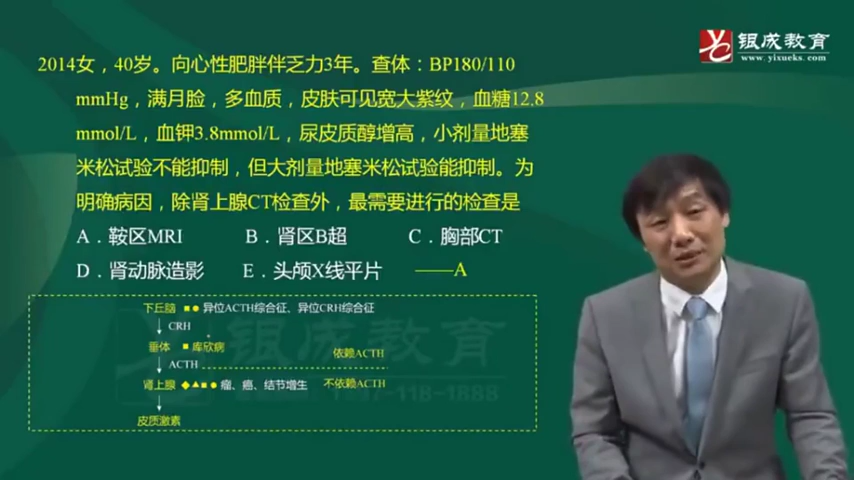 银成教育
www.yixueks.com
2014女，40岁。向心性肥胖伴乏力3年。查体：BP180/110
mmHg，满月脸，多血质，皮肤可见宽大紫纹，血糖12.8
mmol/L，血钾3.8mmol/L，尿皮质醇增高，小剂量地塞
米松试验不能抑制，但大剂量地塞米松试验能抑制。为
明确病因，除肾上腺CT检查外，最需要进行的检查是
A．鞍区MRI B．肾区B超 C．胸部CT
D．肾动脉造影 E．头颅X线平片 ——A
下丘脑 ■● 异位ACTH综合征、异位CRH综合征
CRH
垂体 ■ 库欣病
依赖ACTH
ACTH
肾上腺 ◆▲■● 瘤、癌、结节增生 不依赖ACTH
皮质激素
银成教育